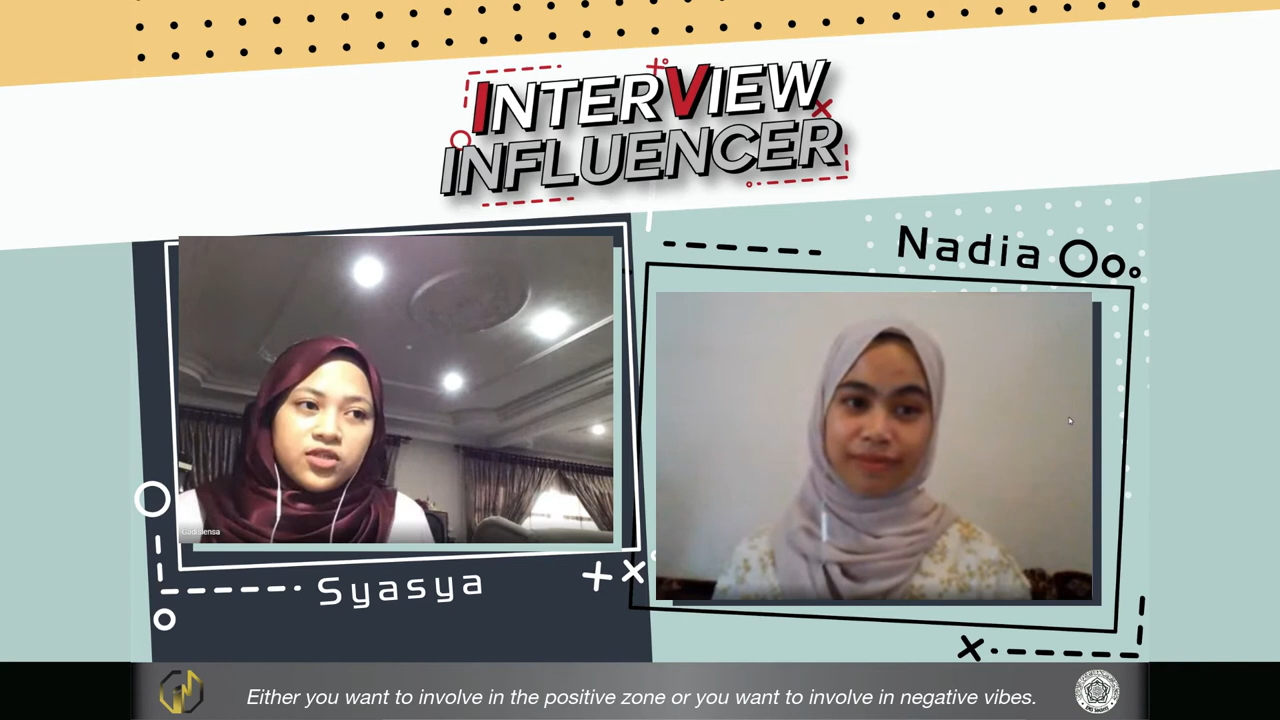 INTERVIEW
INFLUENCER
Nadia
Syasya
Either you want to involve in the positive zone or you want to involve in negative vibes.